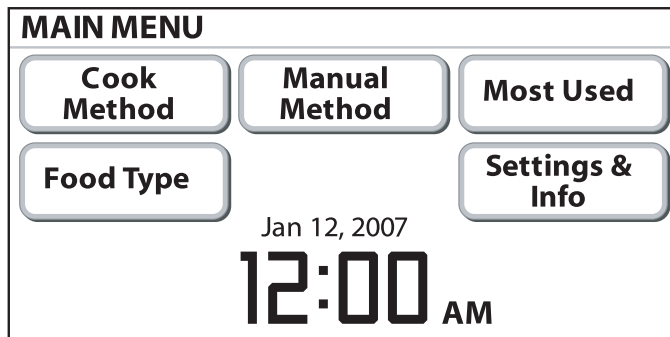 MAIN MENU
Cook
Method
Manual
Method
Most Used
Food Type
Settings &
Info
Jan 12, 2007
12:00 AM